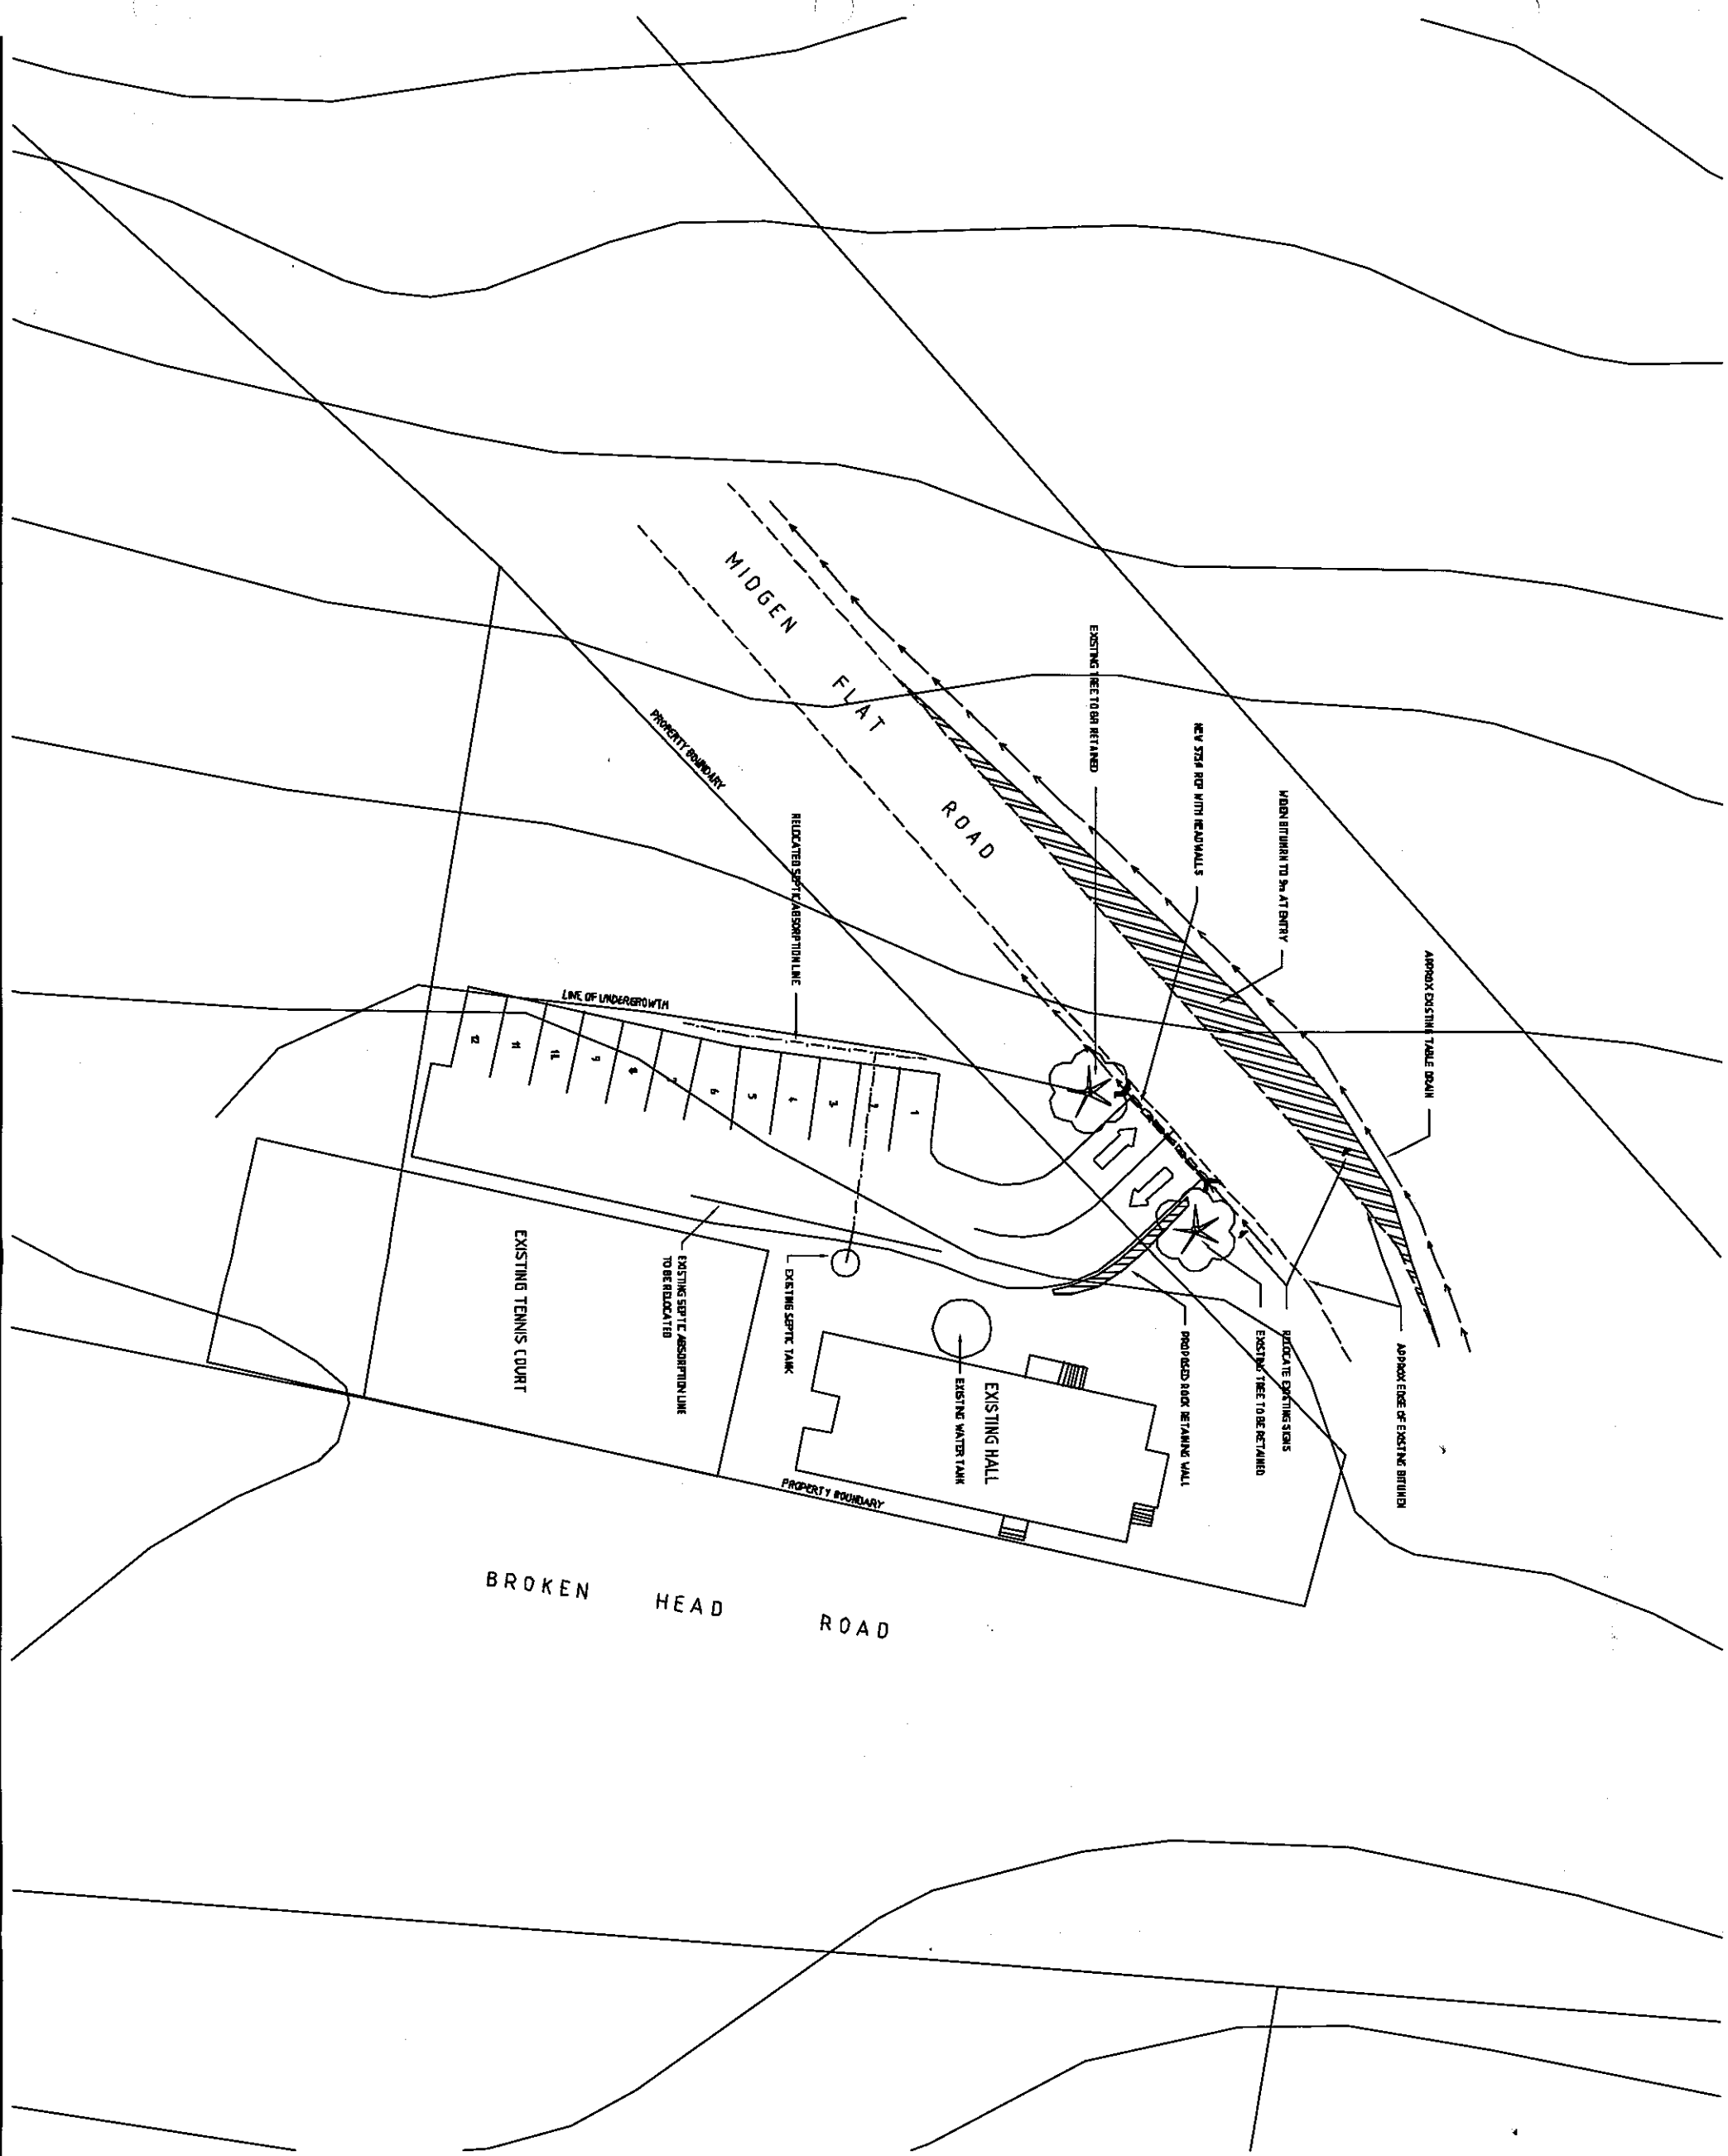 MIDGEN FLAT ROAD
EXISTING TREE TO BR RETAINED
NEW 375ø RCP WITH HEADWALLS
WIDEN BITUMRN TO 9m AT ENTRY
APPROX EXISTING TABLE DRAIN
PROPERTY BOUNDARY
RELOCATED SEPTIC ABSORPTION LINE
LINE OF UNDERGROWTH
12
11
10
9
8
7
6
5
4
3
2
1
EXISTING TENNIS COURT
EXISTING SEPTIC ABSORPTION LINE
TO BE RELOCATED
EXISTING SEPTIC TANK
EXISTING WATER TANK
EXISTING HALL
PROPOSED ROCK RETAINING WALL
EXISTING TREE TO BE RETAINED
RELOCATE EXISTING SIGNS
APPROX EDGE OF EXISTING BITUMEN
PROPERTY BOUNDARY
BROKEN HEAD ROAD